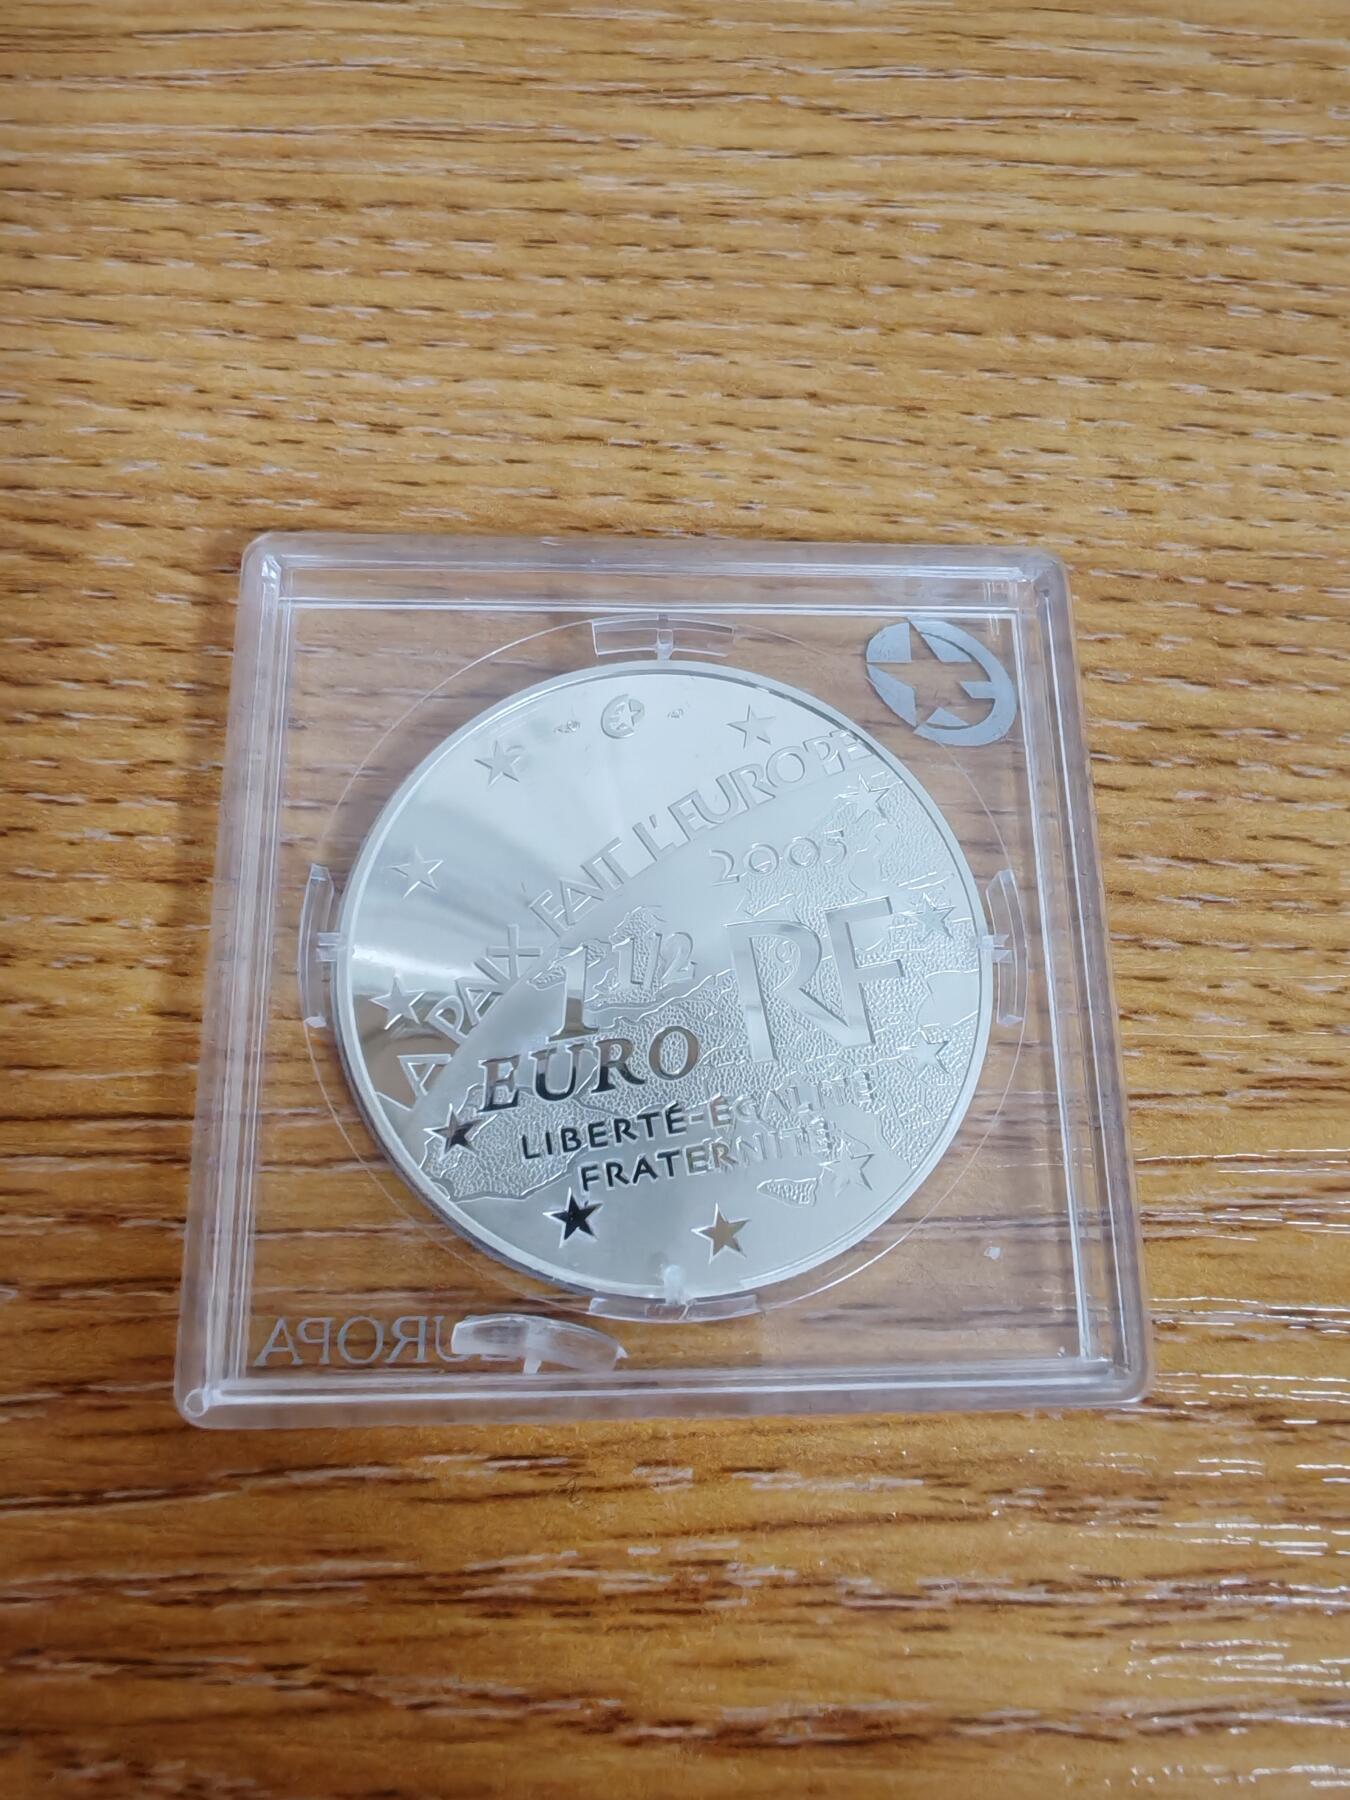 LA PAIX FAIT L'EUROPE
2005
1 1/2
EURO
RF
LIBERTÉ-ÉGALITÉ
FRATERNITÉ
EUROPA